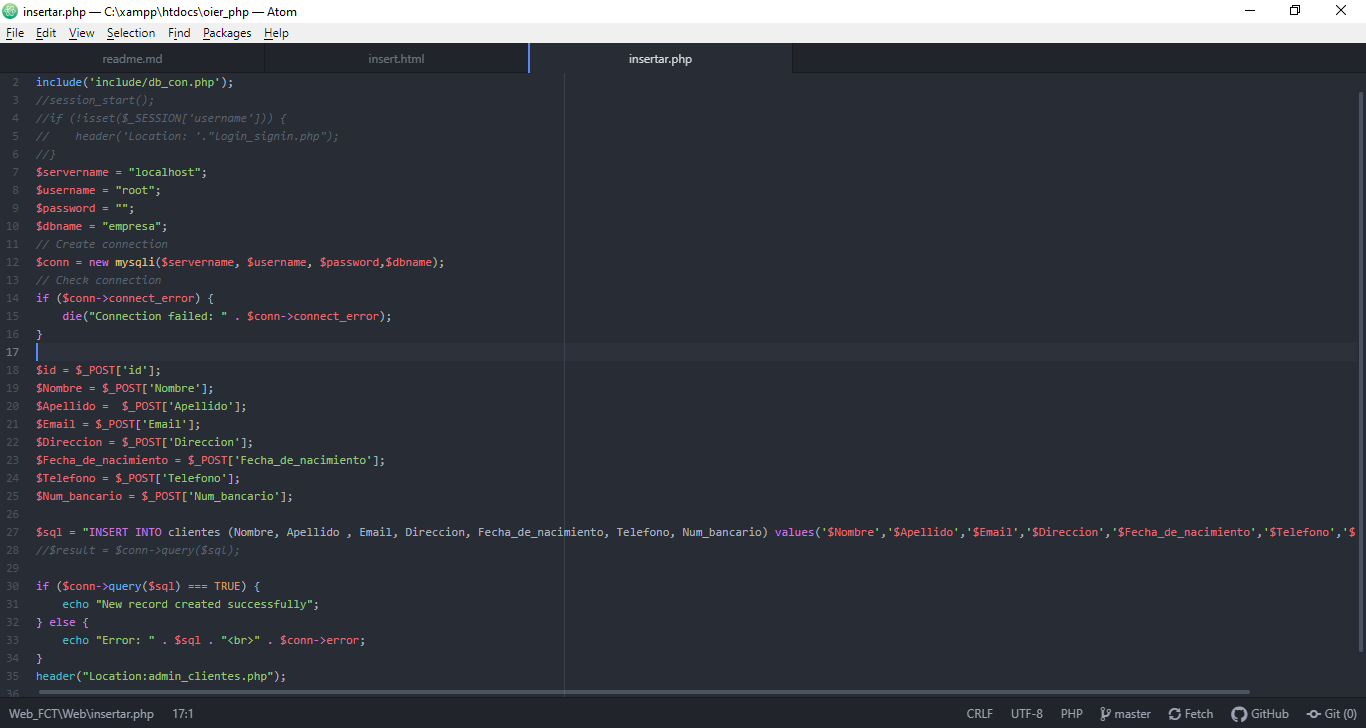 insertar.php — C:\xampp\htdocs\oier_php — Atom
File Edit View Selection Find Packages Help
readme.md insert.html insertar.php
2 include('include/db_con.php');
3 //session_start();
4 //if (!isset($_SESSION['username'])) {
5 //    header('Location: '."login_signin.php");
6 //}
7 $servername = "localhost";
8 $username = "root";
9 $password = "";
10 $dbname = "empresa";
11 // Create connection
12 $conn = new mysqli($servername, $username, $password,$dbname);
13 // Check connection
14 if ($conn->connect_error) {
15     die("Connection failed: " . $conn->connect_error);
16 }
17
18 $id = $_POST['id'];
19 $Nombre = $_POST['Nombre'];
20 $Apellido =  $_POST['Apellido'];
21 $Email = $_POST['Email'];
22 $Direccion = $_POST['Direccion'];
23 $Fecha_de_nacimiento = $_POST['Fecha_de_nacimiento'];
24 $Telefono = $_POST['Telefono'];
25 $Num_bancario = $_POST['Num_bancario'];
26
27 $sql = "INSERT INTO clientes (Nombre, Apellido , Email, Direccion, Fecha_de_nacimiento, Telefono, Num_bancario) values('$Nombre','$Apellido','$Email','$Direccion','$Fecha_de_nacimiento','$Telefono','$
28 //$result = $conn->query($sql);
29
30 if ($conn->query($sql) === TRUE) {
31     echo "New record created successfully";
32 } else {
33     echo "Error: " . $sql . "<br>" . $conn->error;
34 }
35 header("Location:admin_clientes.php");
36
Web_FCT\Web\insertar.php 17:1 CRLF UTF-8 PHP master Fetch GitHub Git (0)